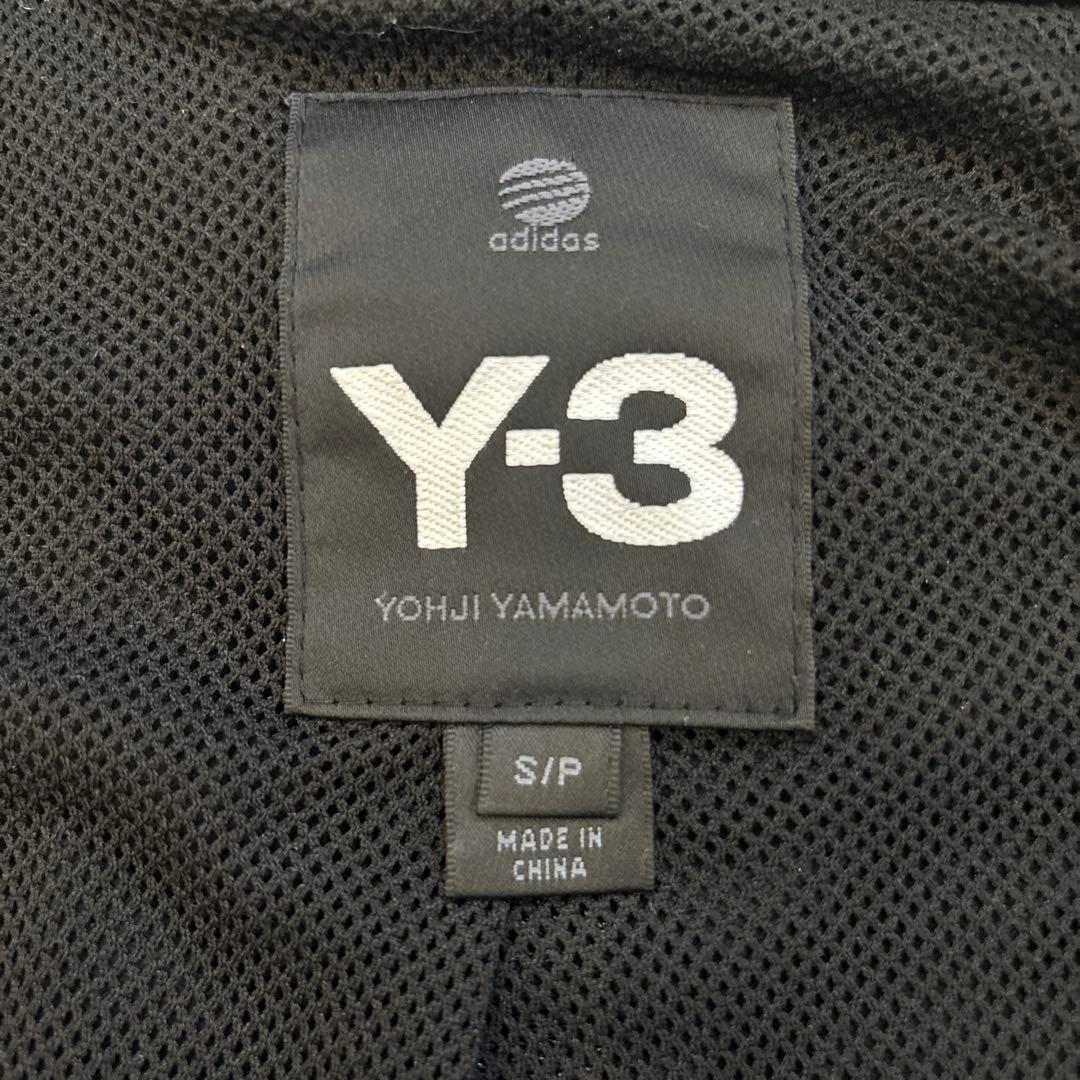 adidas
Y-3
YOHJI YAMAMOTO
S/P
MADE IN
CHINA